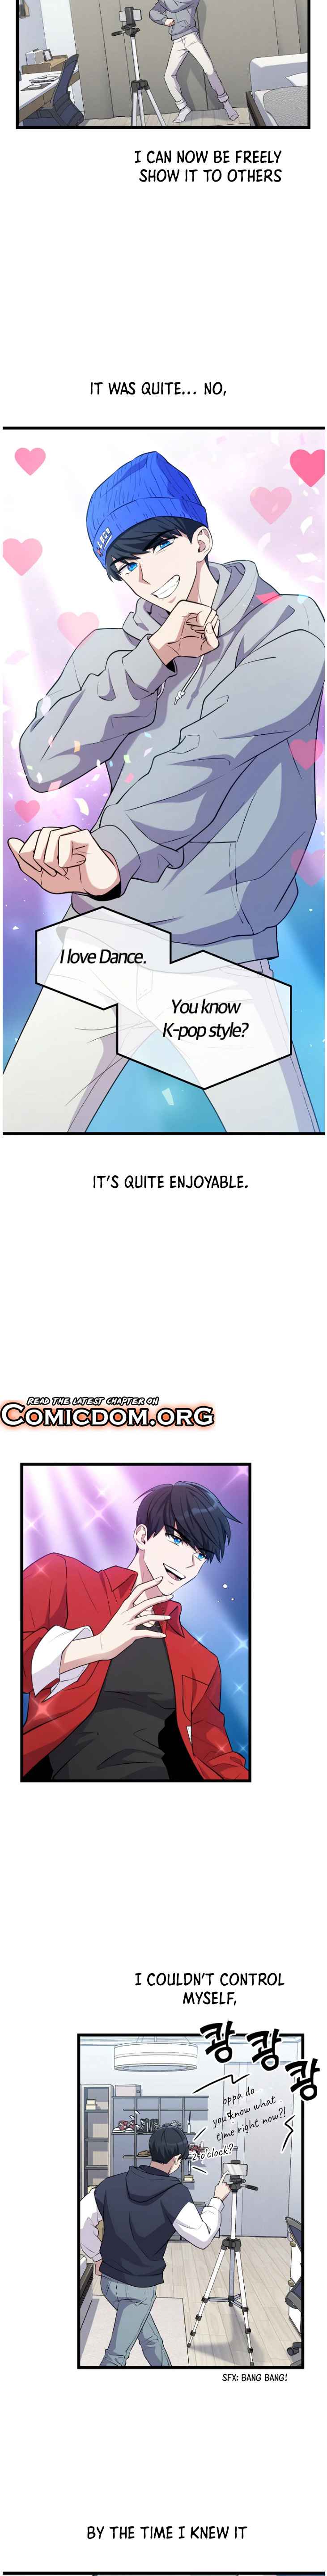 I CAN NOW BE FREELY
SHOW IT TO OTHERS
IT WAS QUITE... NO,
I love Dance.
You know
K-pop style?
IT'S QUITE ENJOYABLE.
READ THE LATEST CHAPTER ON
COMICDOM.ORG
I COULDN'T CONTROL
MYSELF,
쾅 쾅 쾅
oppa do
you know what
time right now?!
2 o'clock?
SFX: BANG BANG!
BY THE TIME I KNEW IT